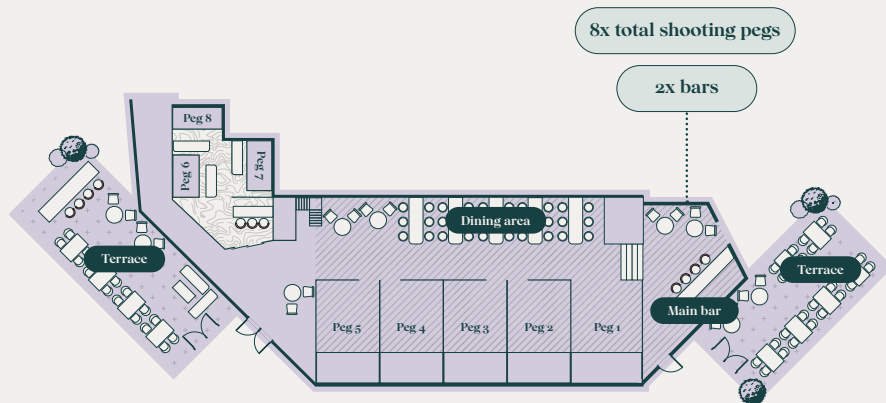 8x total shooting pegs
2x bars
Peg 8
Peg 6
Peg 7
Dining area
Terrace
Terrace
Main bar
Peg 5
Peg 4
Peg 3
Peg 2
Peg 1